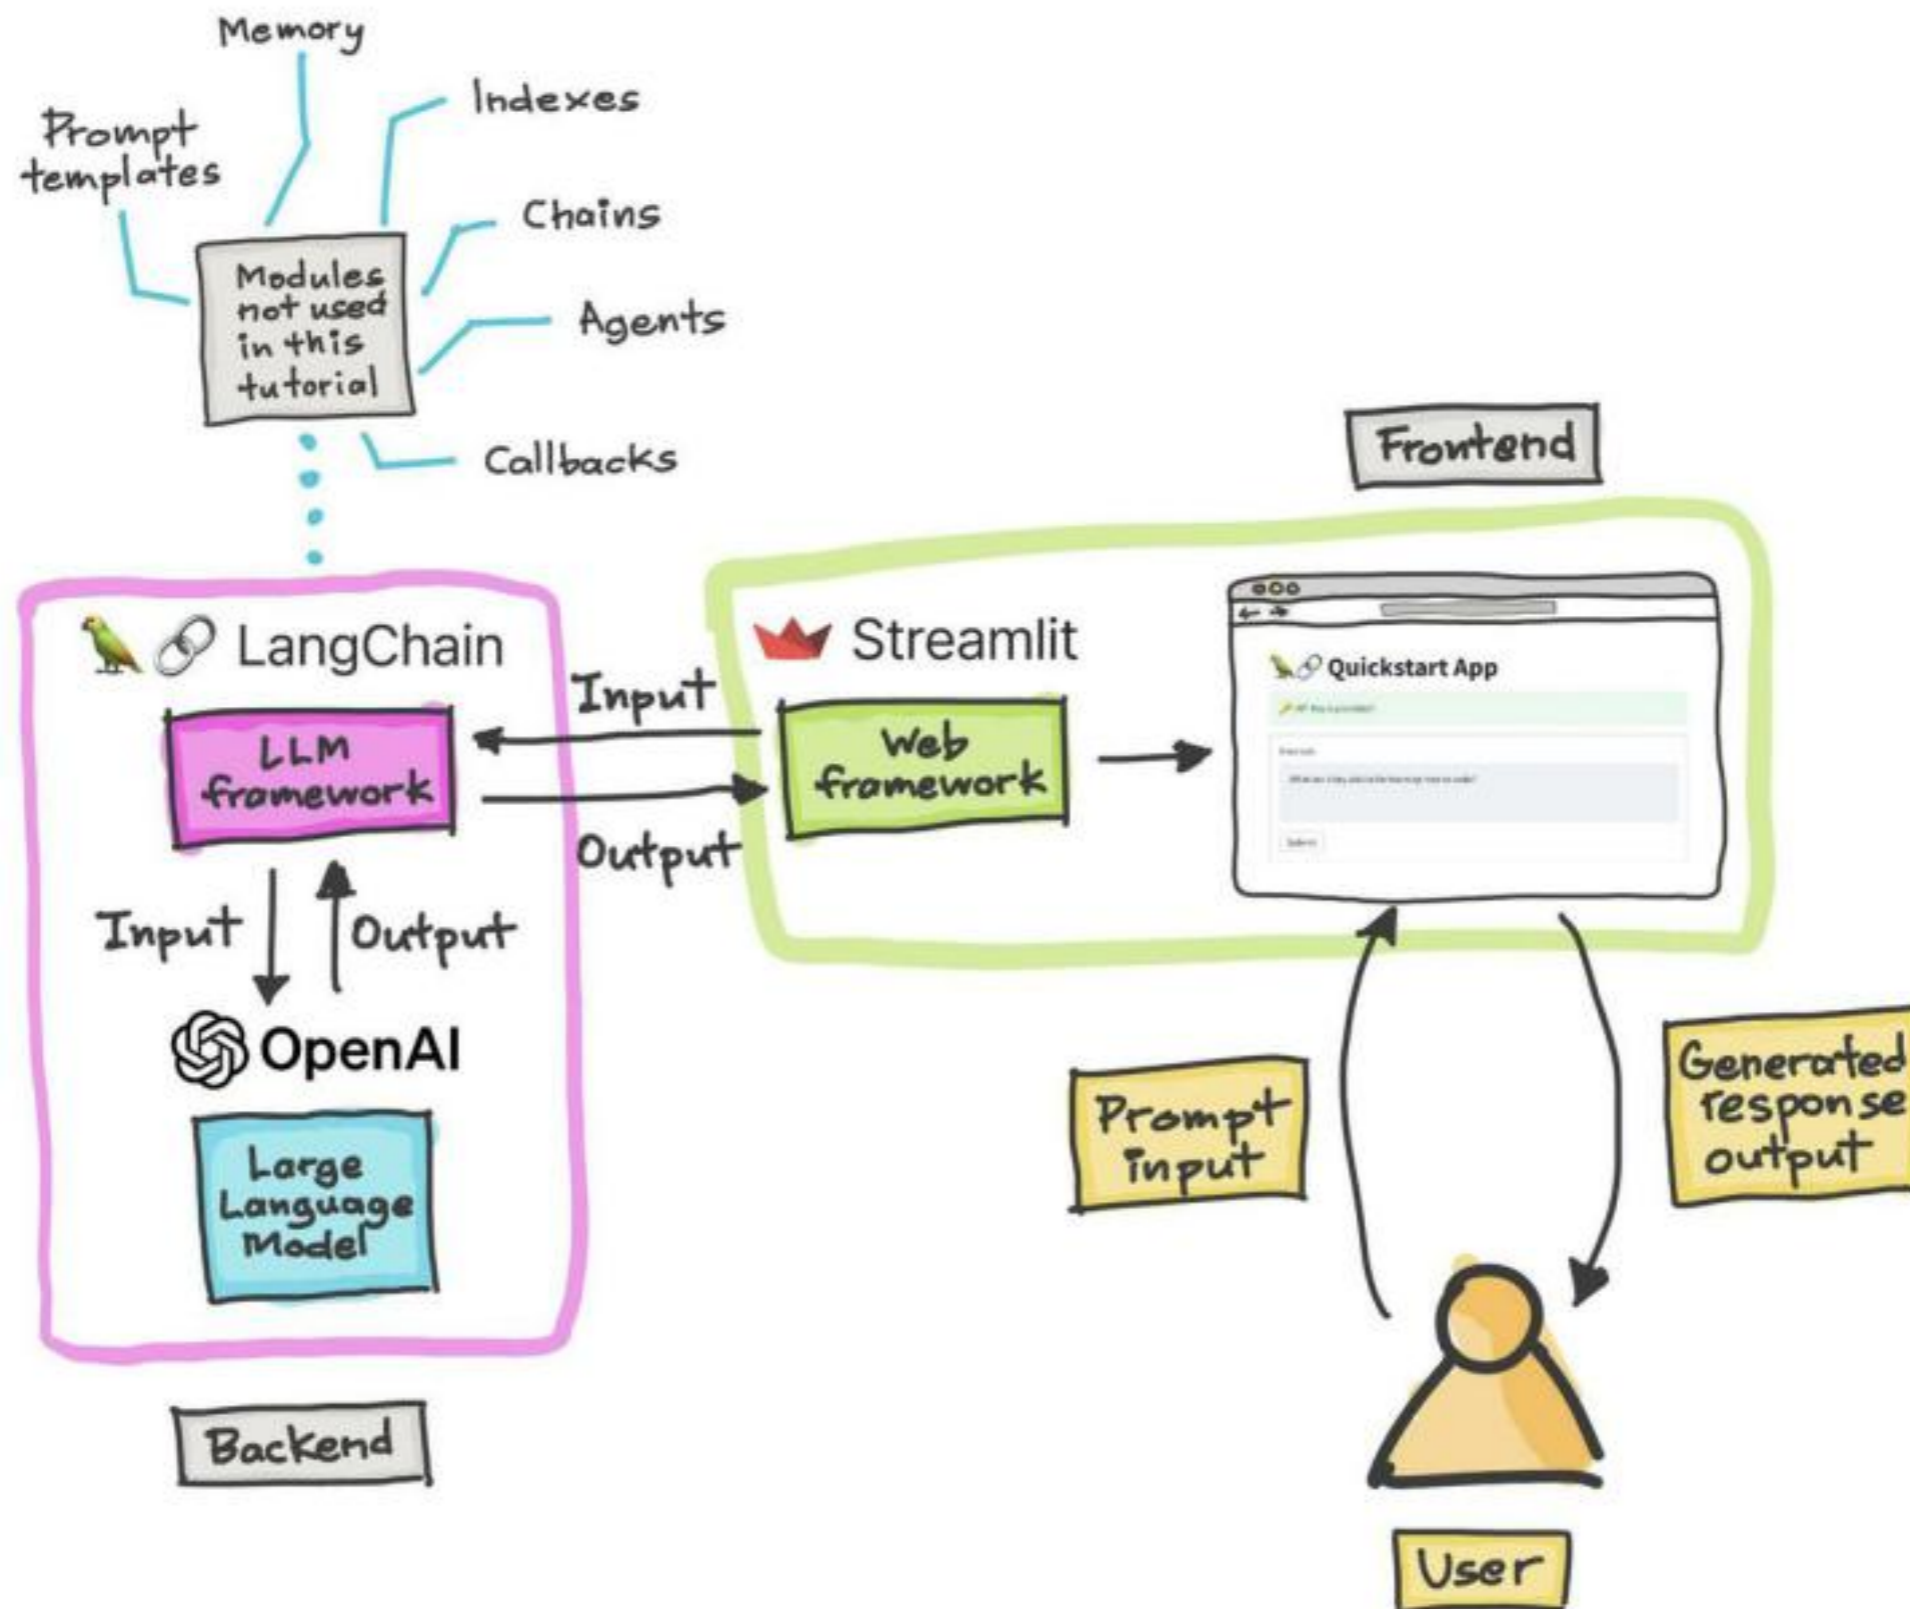 Memory
Indexes
Prompt
templates
Chains
Modules
not used
in this
tutorial
Agents
Callbacks
Frontend
LangChain
LLM
framework
Input
Output
Streamlit
Web
framework
Quickstart App
Input
Output
OpenAI
Large
Language
Model
Prompt
input
Generated
response
output
Backend
User